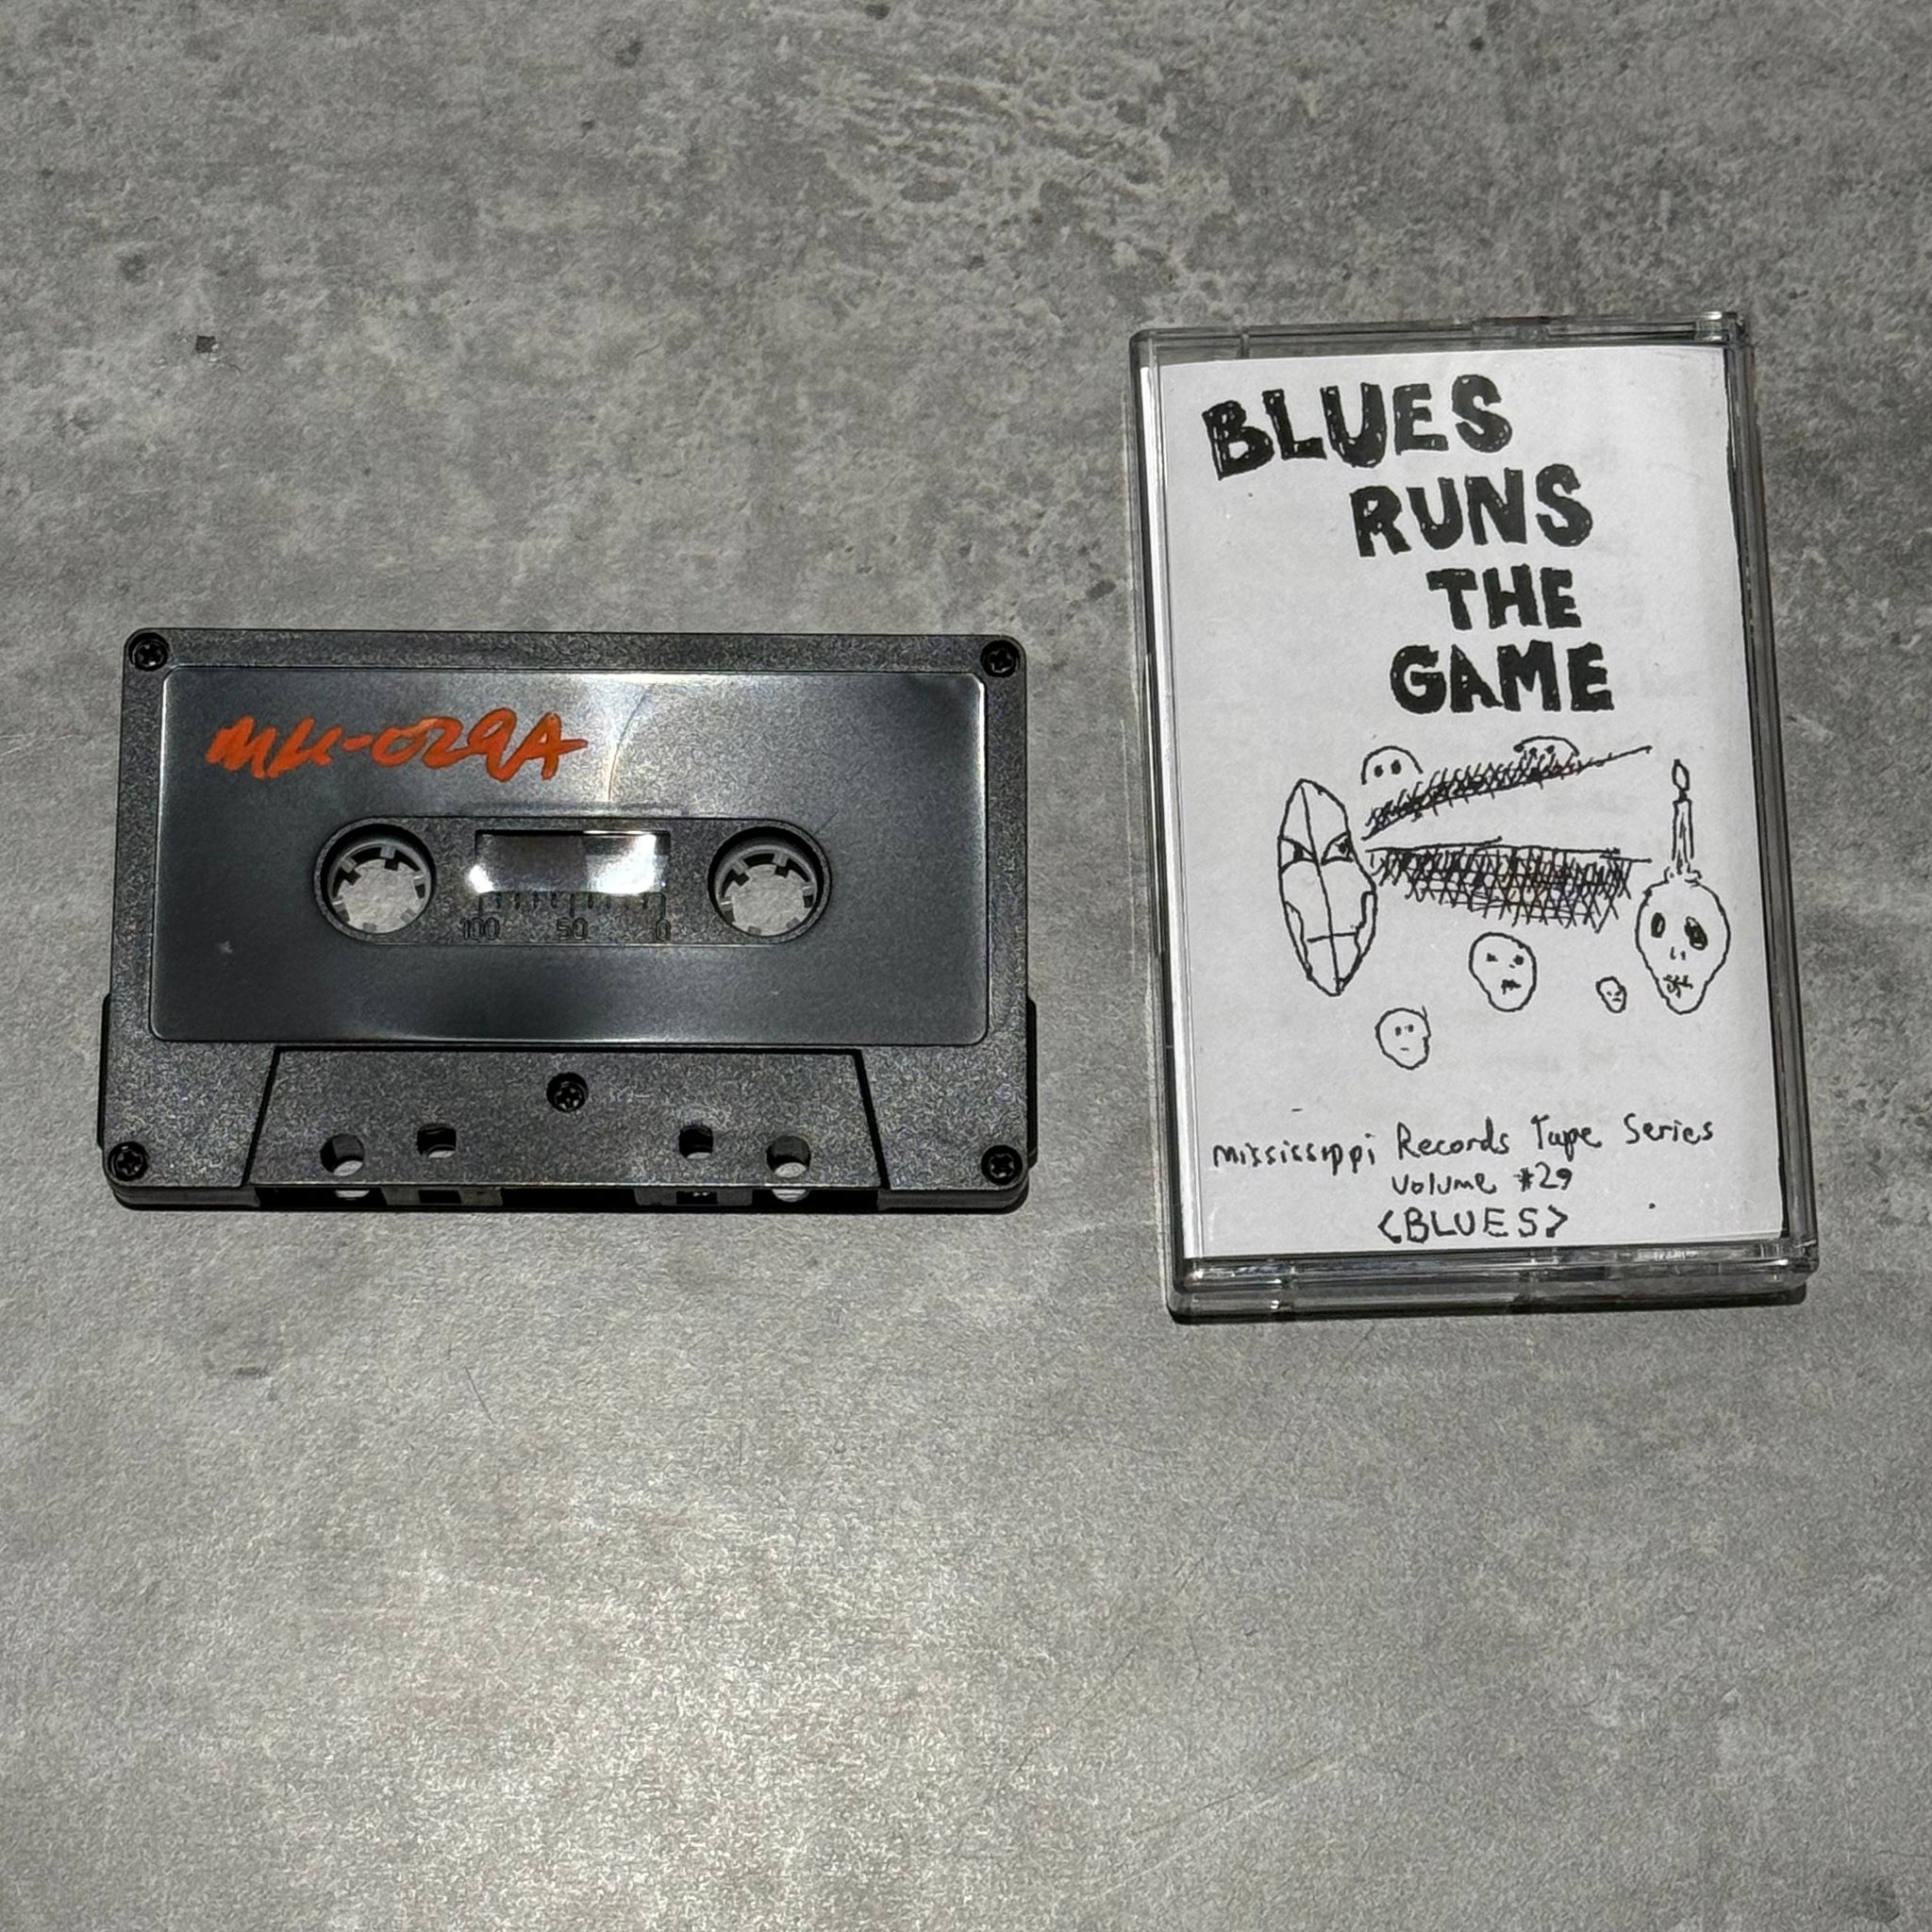 MK-029A
100 50 0
BLUES
RUNS
THE
GAME
Mississippi Records Tape Series
Volume #29
<BLUES>